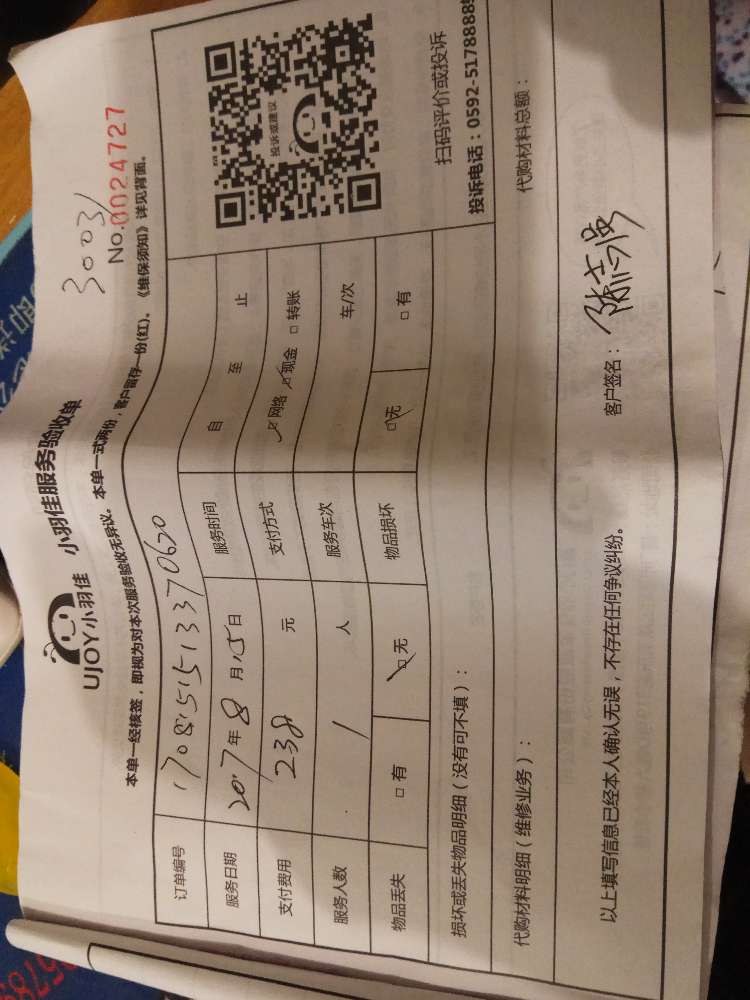 30031
UJOY小羽佳 小羽佳服务验收单
No.0024727
本单一经核签，即视为对本次服务验收无异议。本单一式两份，客户留存一份(红)。《维保须知》详见背面。
订单编号 1708151513370620
服务日期 2017年8月15日 服务时间 自 至 止
支付费用 238 元 支付方式 ☑网络 ☑现金 □转账
服务人数 1 人 服务车次 车/次
物品丢失 □有 ☑无 物品损坏 ☑无 □有
投诉或建议
扫码评价或投诉
投诉电话：0592-5178885
损坏或丢失物品明细（没有可不填）：
代购材料明细（维修业务）： 代购材料总额：
以上填写信息已经本人确认无误，不存在任何争议纠纷。 客户签名：